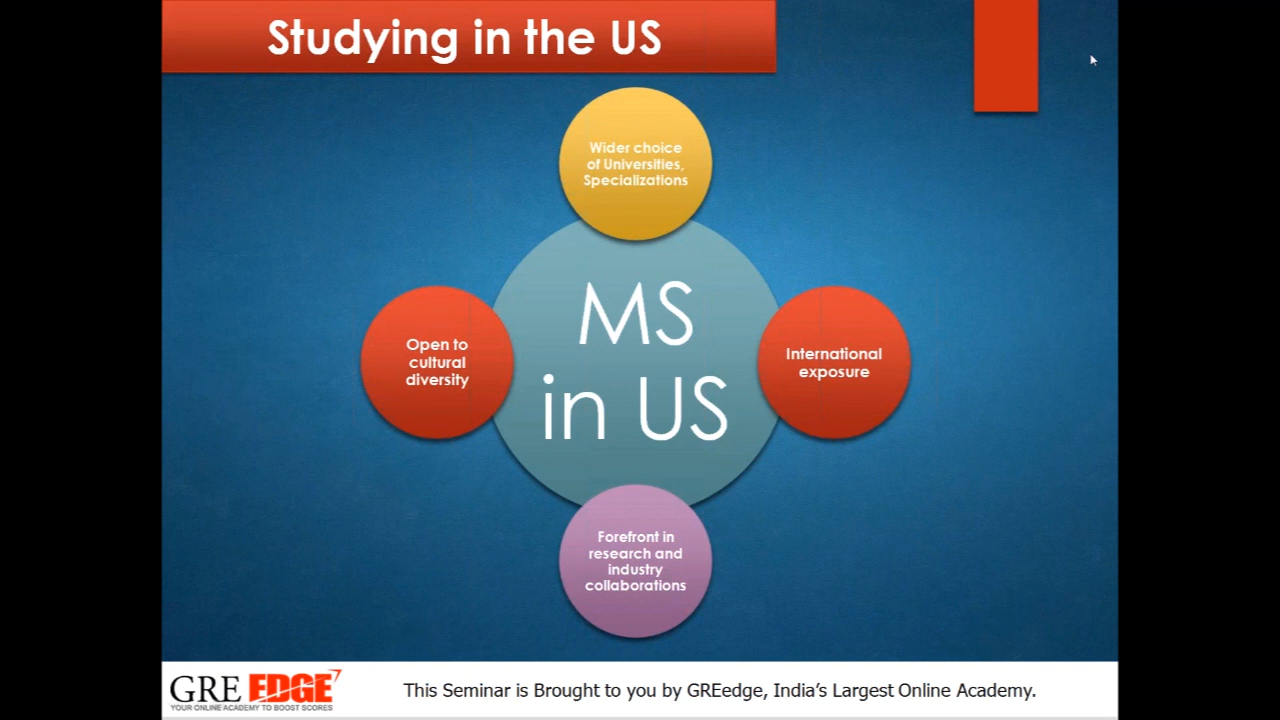 Studying in the US
Wider choice
of Universities,
Specializations
MS
in US
Open to
cultural
diversity
International
exposure
Forefront in
research and
industry
collaborations
GRE EDGE
YOUR ONLINE ACADEMY TO BOOST SCORES
This Seminar is Brought to you by GREedge, India’s Largest Online Academy.